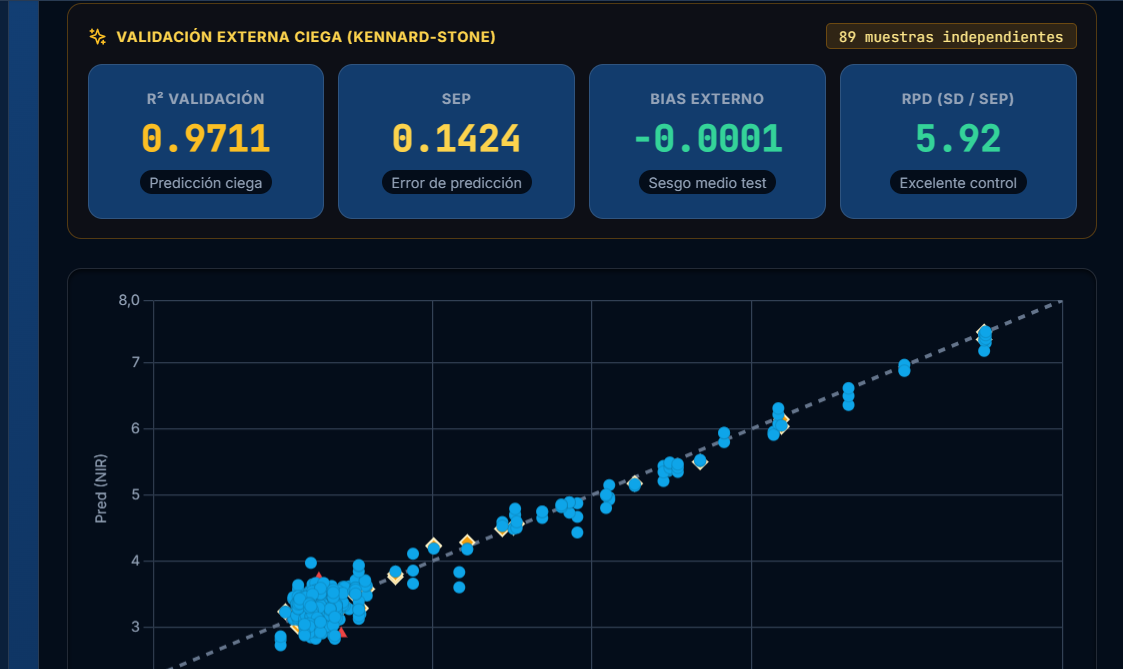 VALIDACIÓN EXTERNA CIEGA (KENNARD-STONE)
89 muestras independientes
R² VALIDACIÓN
0.9711
Predicción ciega
SEP
0.1424
Error de predicción
BIAS EXTERNO
-0.0001
Sesgo medio test
RPD (SD / SEP)
5.92
Excelente control
8,0
7
6
5
4
3
Pred (NIR)